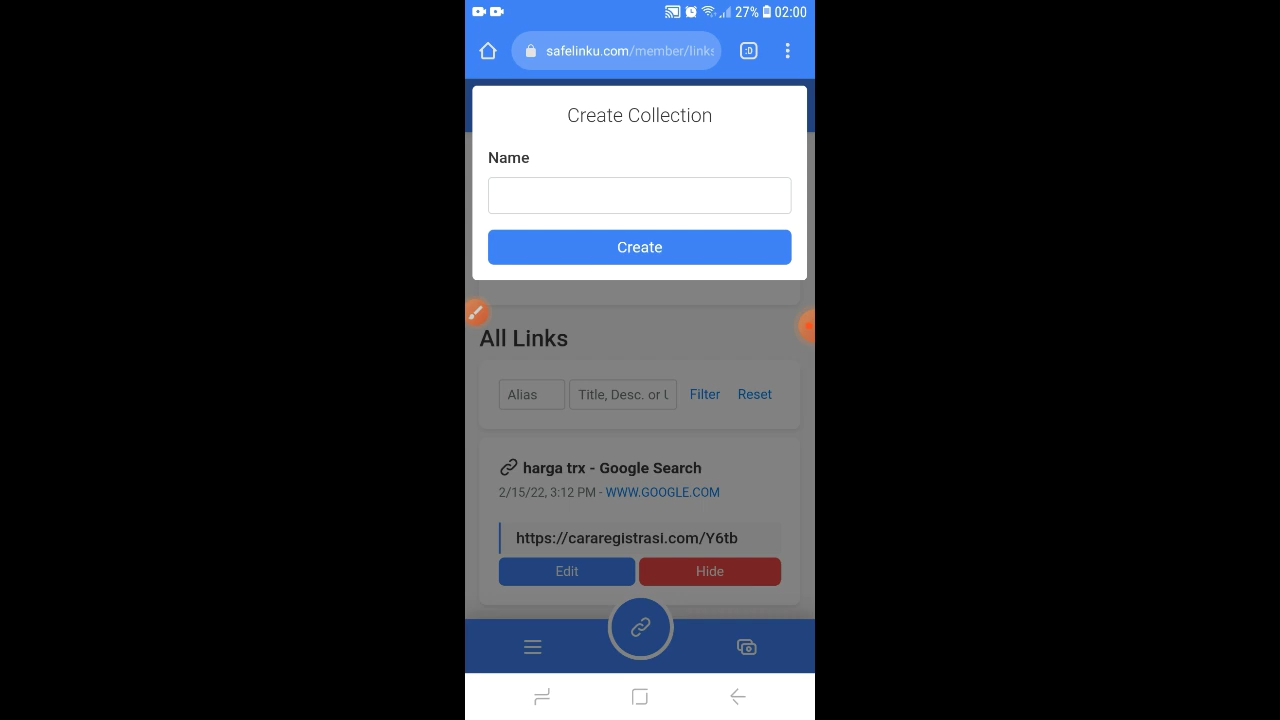 27% 02:00
safelinku.com/member/links
:D
Create Collection
Name
Create
All Links
Alias
Title, Desc. or
Filter
Reset
harga trx - Google Search
2/15/22, 3:12 PM - WWW.GOOGLE.COM
https://cararegistrasi.com/Y6tb
Edit
Hide